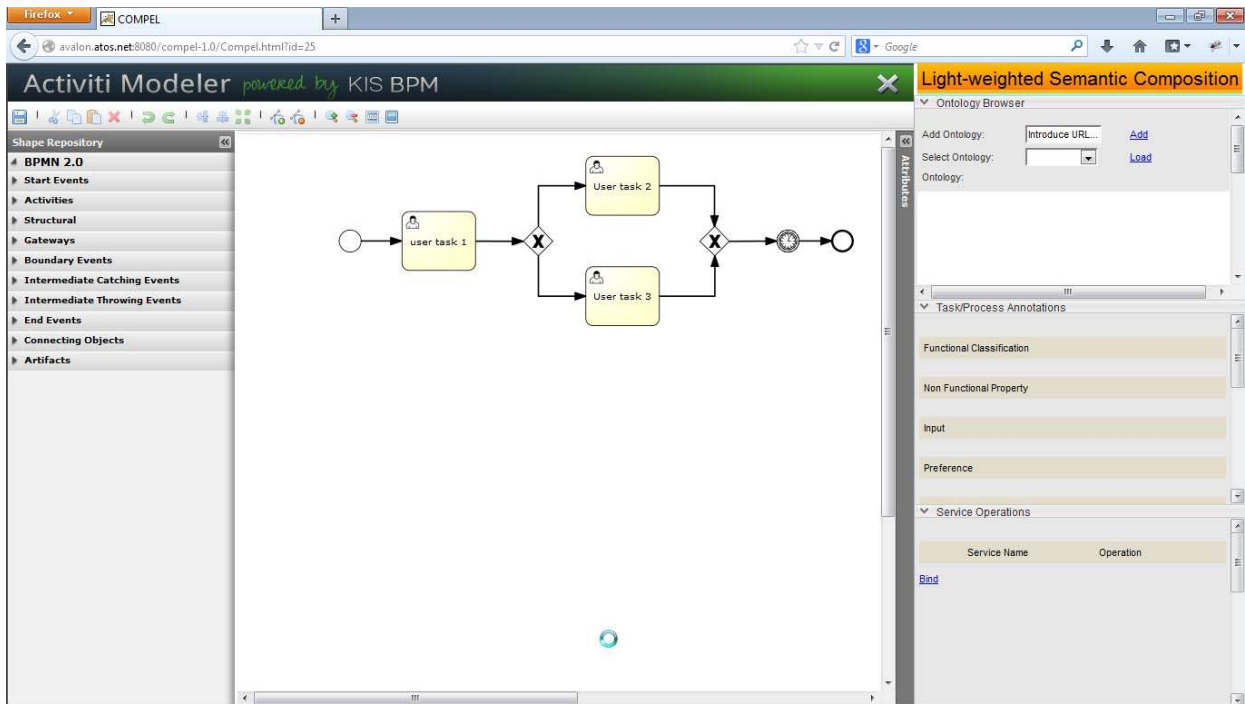 Firefox
COMPEL
avalon.atos.net:8080/compel-1.0/Compel.html?id=25
Google
Activiti Modeler powered by KIS BPM
Light-weighted Semantic Composition
Shape Repository
BPMN 2.0
Start Events
Activities
Structural
Gateways
Boundary Events
Intermediate Catching Events
Intermediate Throwing Events
End Events
Connecting Objects
Artifacts
user task 1
User task 2
User task 3
Attributes
Ontology Browser
Add Ontology: Introduce URL... Add
Select Ontology: Load
Ontology:
Task/Process Annotations
Functional Classification
Non Functional Property
Input
Preference
Service Operations
Service Name Operation
Bind